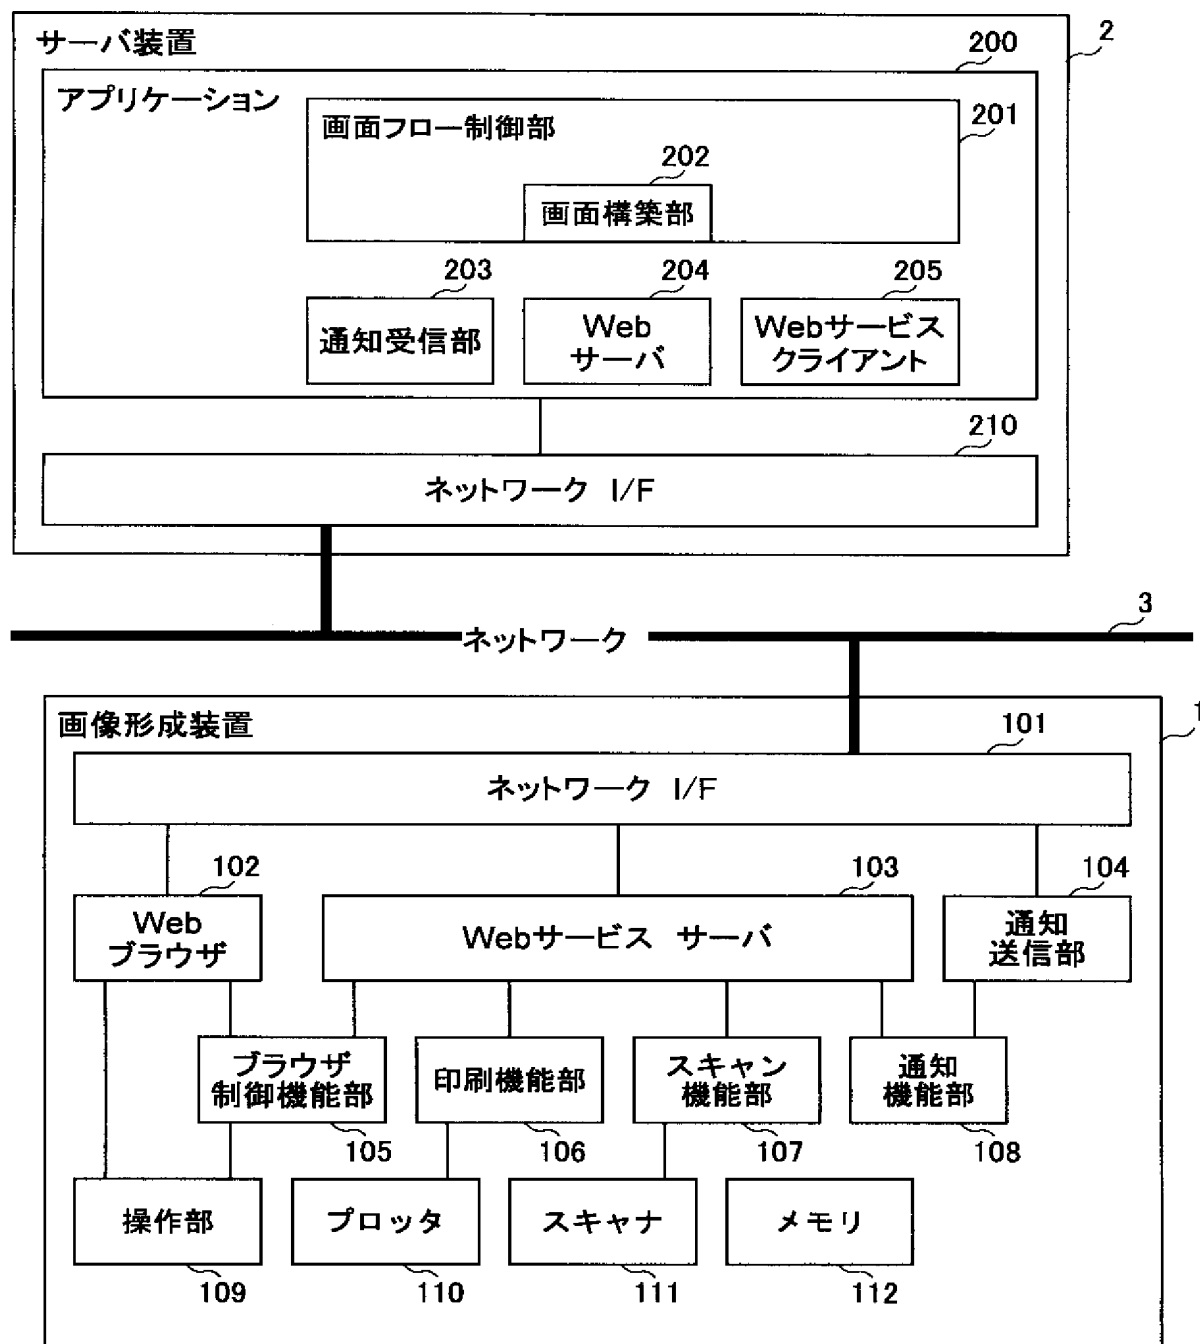 サーバ装置
2
200
アプリケーション
201
画面フロー制御部
202
画面構築部
203
204
205
通知受信部
Web
サーバ
Webサービス
クライアント
210
ネットワーク I/F
3
ネットワーク
1
画像形成装置
101
ネットワーク I/F
102
103
104
Web
ブラウザ
Webサービス サーバ
通知
送信部
ブラウザ
制御機能部
印刷機能部
スキャン
機能部
通知
機能部
105
106
107
108
操作部
プロッタ
スキャナ
メモリ
109
110
111
112